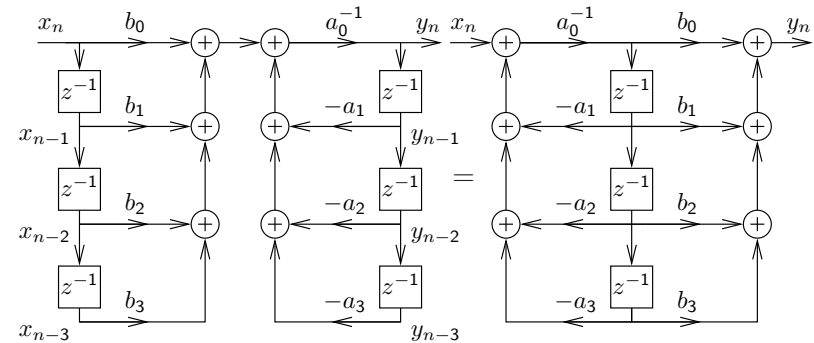 x_n b_0 + + a_0^{-1} y_n x_n + a_0^{-1} b_0 + y_n
z^{-1} z^{-1} z^{-1}
x_{n-1} b_1 + + -a_1 y_{n-1} + -a_1 b_1 +
z^{-1} z^{-1} = z^{-1}
x_{n-2} b_2 + + -a_2 y_{n-2} + -a_2 b_2 +
z^{-1} z^{-1} z^{-1}
x_{n-3} b_3 -a_3 y_{n-3} -a_3 b_3